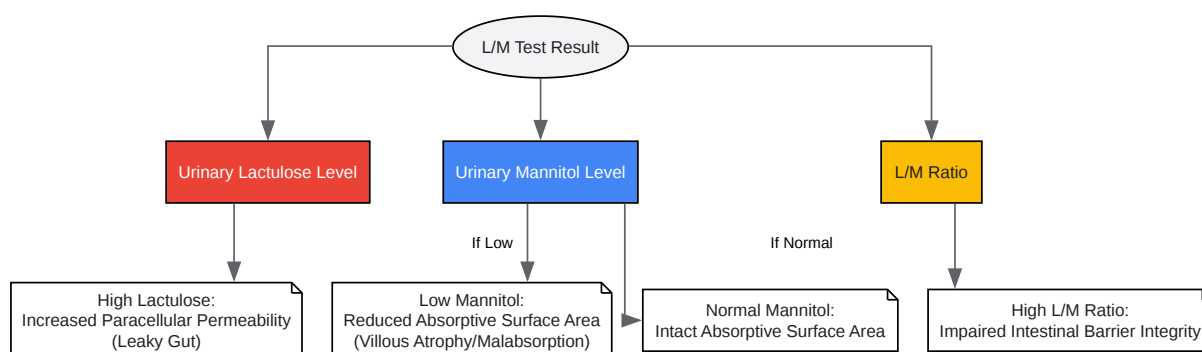 L/M Test Result
Urinary Lactulose Level
Urinary Mannitol Level
L/M Ratio
If Low
If Normal
High Lactulose:
Increased Paracellular Permeability
(Leaky Gut)
Low Mannitol:
Reduced Absorptive Surface Area
(Villous Atrophy/Malabsorption)
Normal Mannitol:
Intact Absorptive Surface Area
High L/M Ratio:
Impaired Intestinal Barrier Integrity